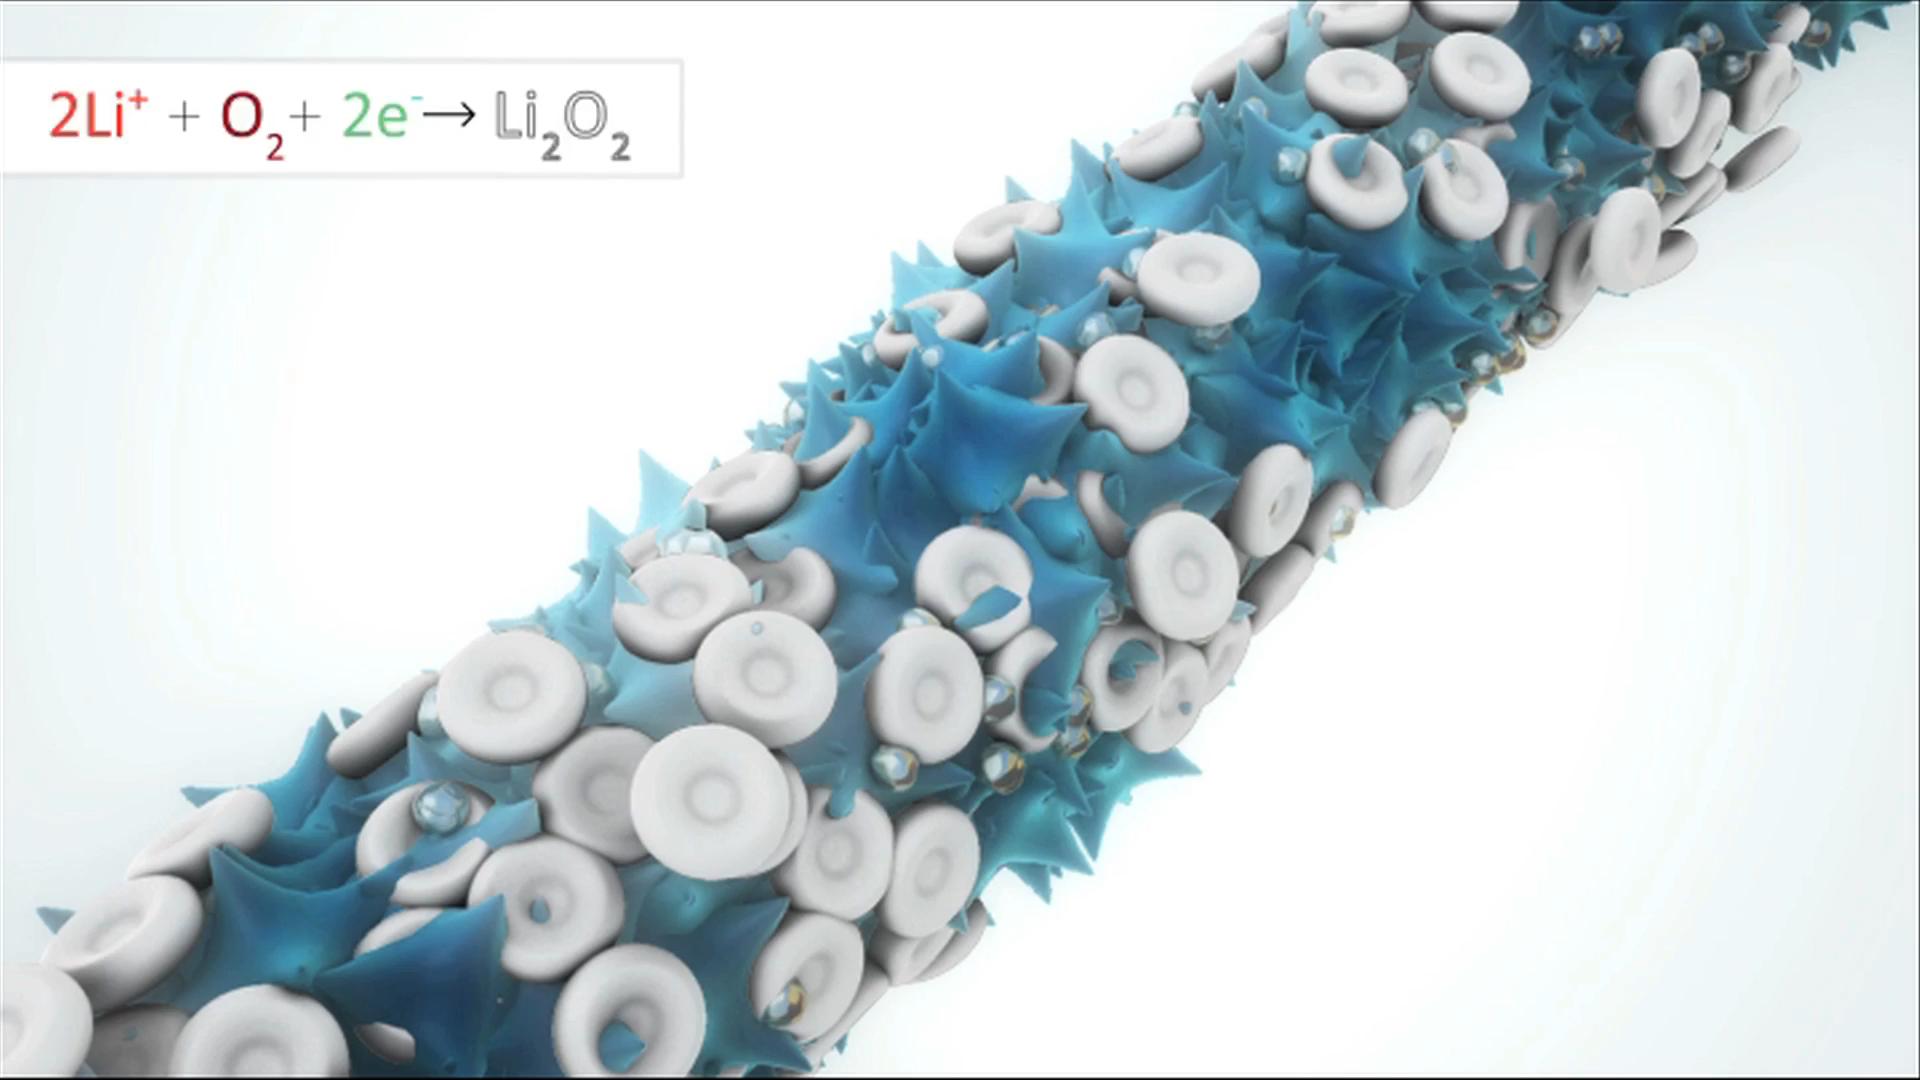 2Li⁺ + O₂ + 2e⁻ → Li₂O₂